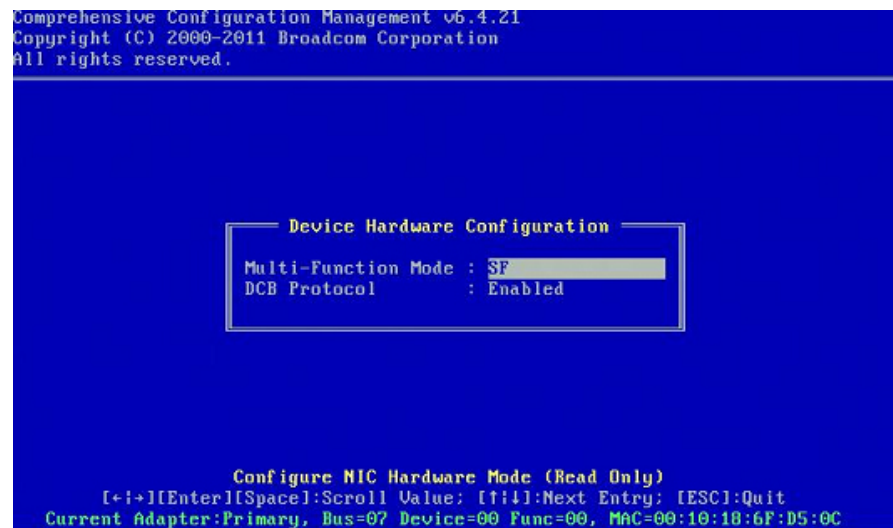 Comprehensive Configuration Management v6.4.21
Copyright (C) 2000-2011 Broadcom Corporation
All rights reserved.
Device Hardware Configuration
Multi-Function Mode : SF
DCB Protocol : Enabled
Configure NIC Hardware Mode (Read Only)
[←¦→][Enter][Space]:Scroll Value; [↑¦↓]:Next Entry; [ESC]:Quit
Current Adapter:Primary, Bus=07 Device=00 Func=00, MAC=00:10:18:6F:D5:0C